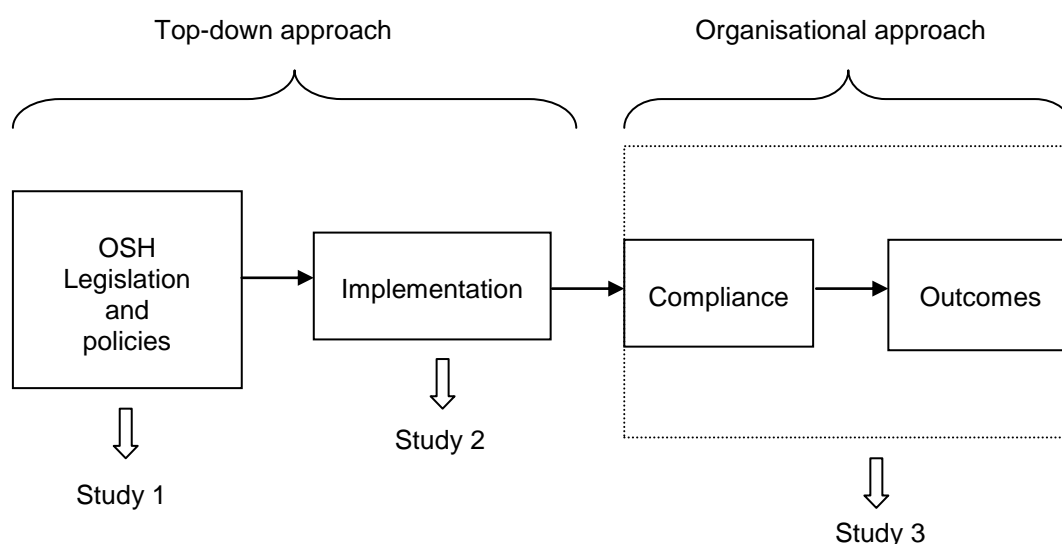 Top-down approach
Organisational approach
OSH
Legislation
and
policies
Implementation
Compliance
Outcomes
Study 1
Study 2
Study 3